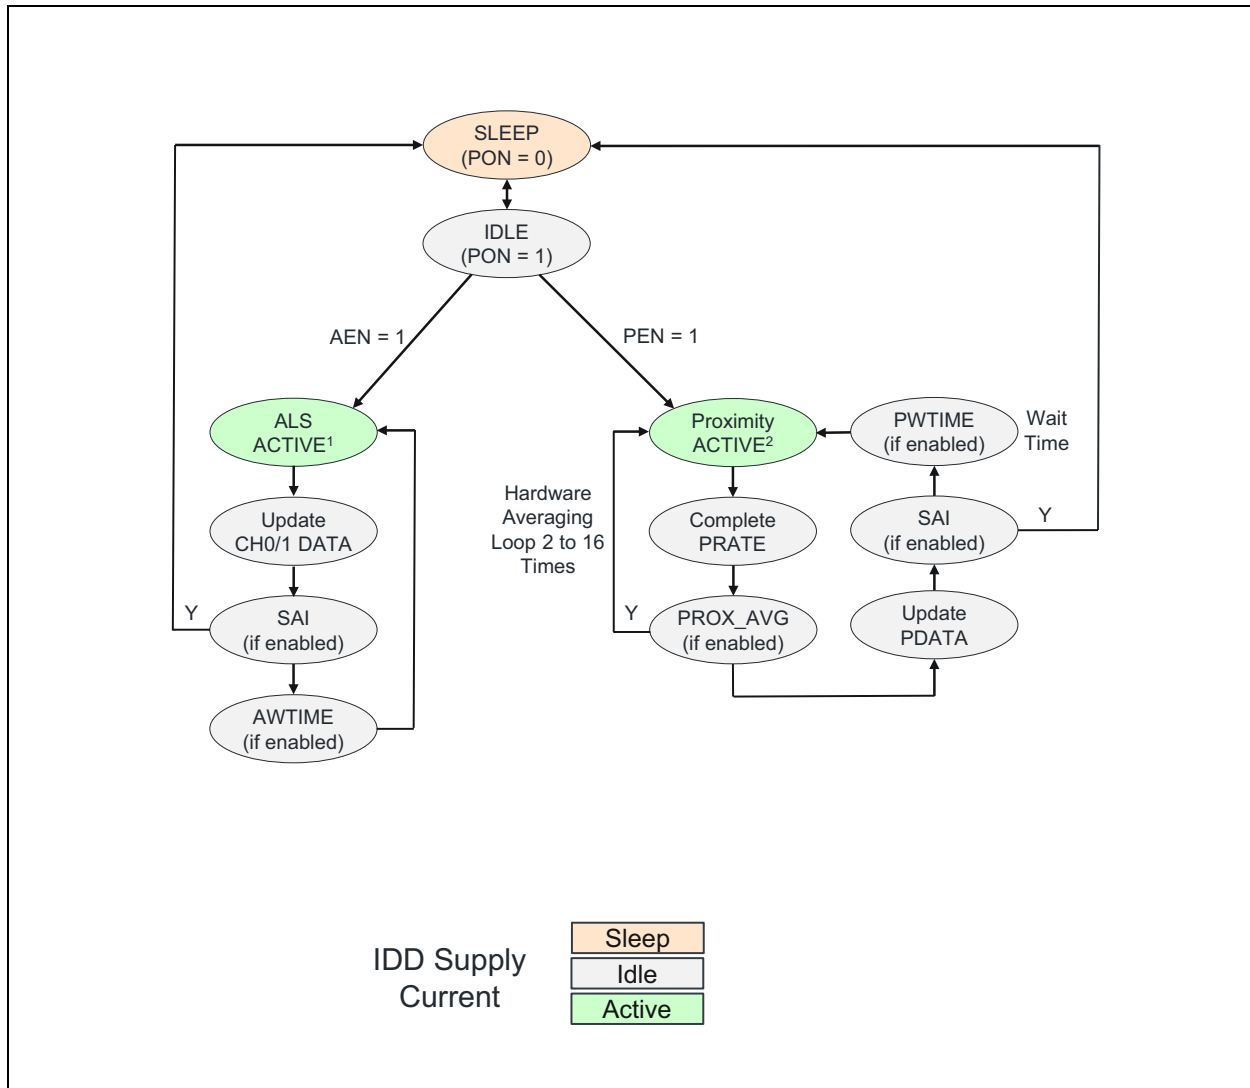 SLEEP
(PON = 0)
IDLE
(PON = 1)
AEN = 1
PEN = 1
ALS
ACTIVE¹
Update
CH0/1 DATA
Y
SAI
(if enabled)
AWTIME
(if enabled)
Hardware
Averaging
Loop 2 to 16
Times
Proximity
ACTIVE²
Complete
PRATE
Y
PROX_AVG
(if enabled)
PWTIME
(if enabled)
Wait
Time
SAI
(if enabled)
Y
Update
PDATA
IDD Supply
Current
Sleep
Idle
Active